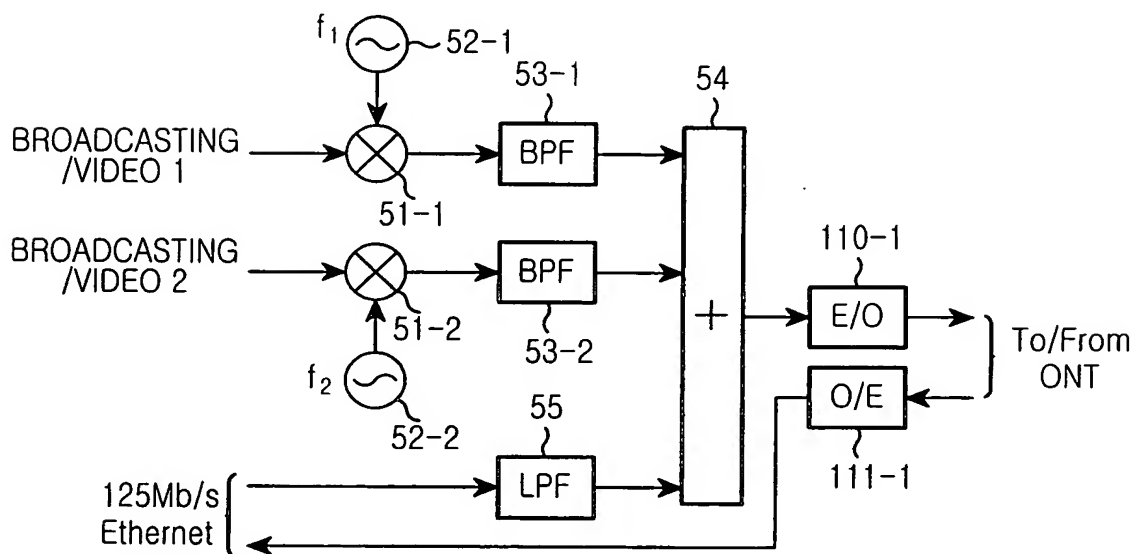 f₁
52-1
53-1
54
BROADCASTING
/VIDEO 1
BPF
51-1
110-1
BROADCASTING
/VIDEO 2
BPF
51-2
53-2
+
E/O
To/From
ONT
f₂
52-2
55
O/E
111-1
125Mb/s
Ethernet
LPF